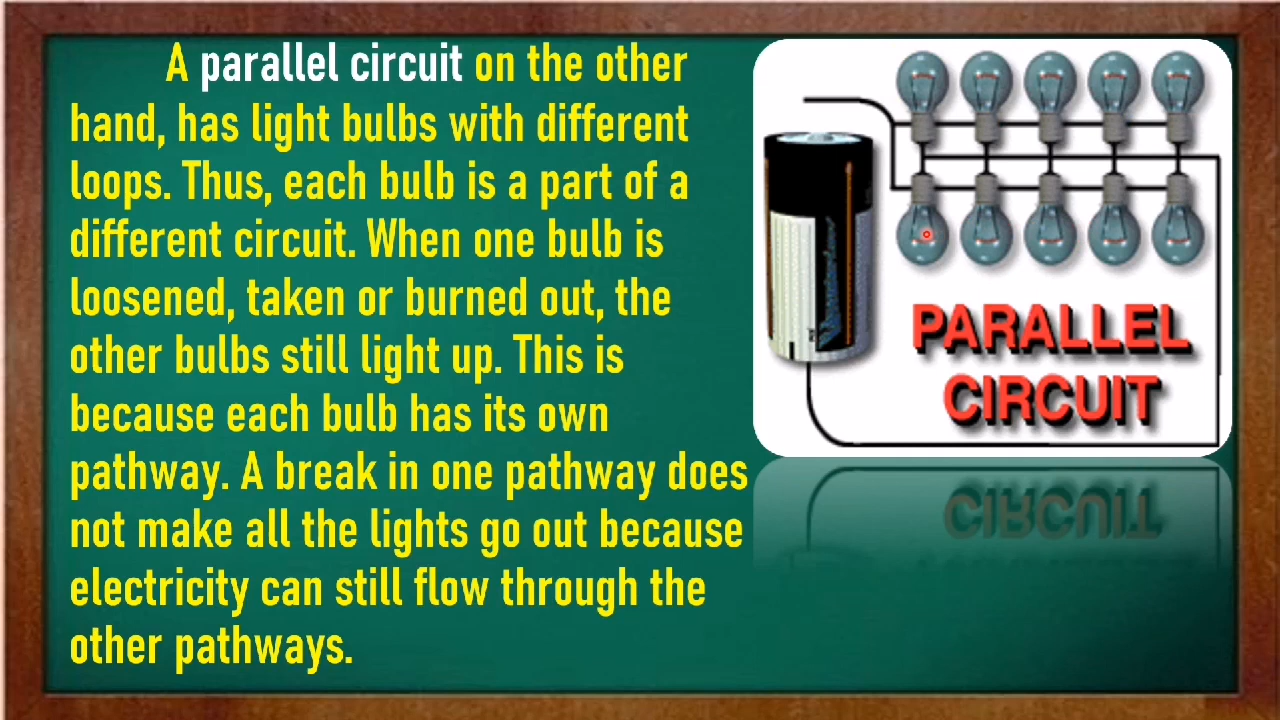 A parallel circuit on the other
hand, has light bulbs with different
loops. Thus, each bulb is a part of a
different circuit. When one bulb is
loosened, taken or burned out, the
other bulbs still light up. This is
because each bulb has its own
pathway. A break in one pathway does
not make all the lights go out because
electricity can still flow through the
other pathways.
PARALLEL
CIRCUIT